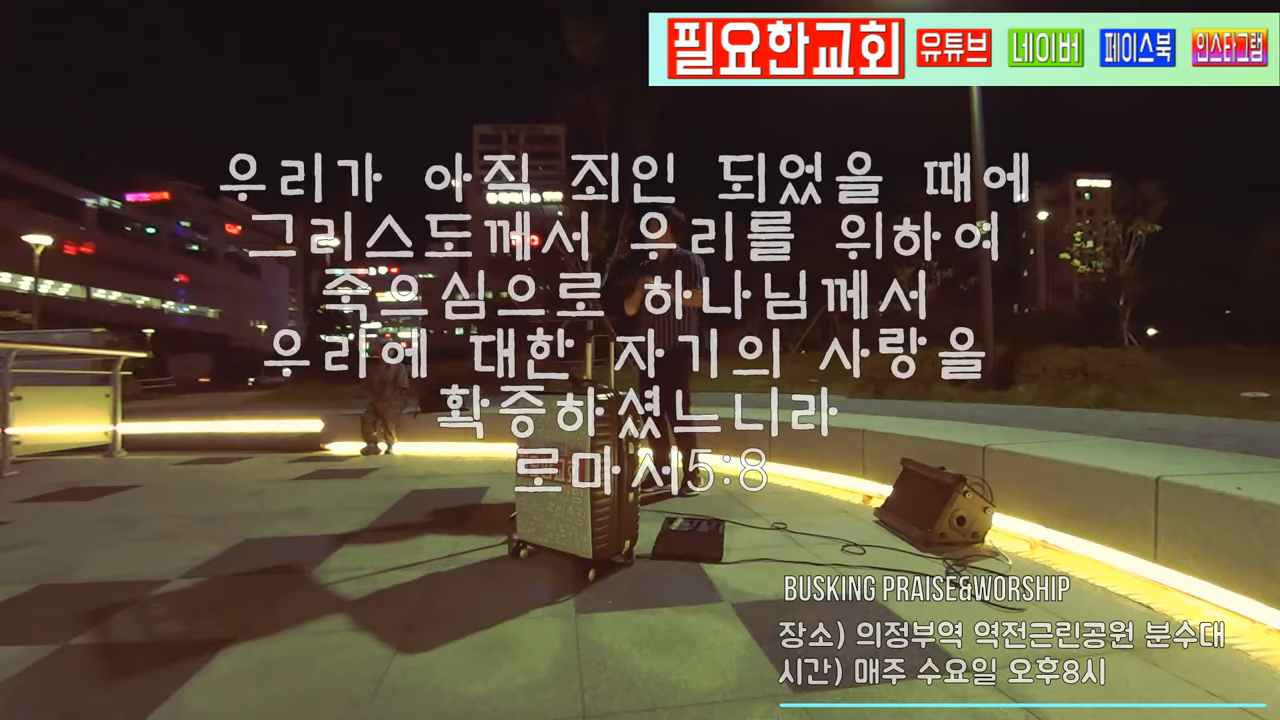 필요한교회 유튜브 네이버 페이스북 인스타그램
우리가 아직 죄인 되었을 때에
그리스도께서 우리를 위하여
죽으심으로 하나님께서
우리에 대한 자기의 사랑을
확증하셨느니라
로마서5:8
BUSKING PRAISE&WORSHIP
장소) 의정부역 역전근린공원 분수대
시간) 매주 수요일 오후8시